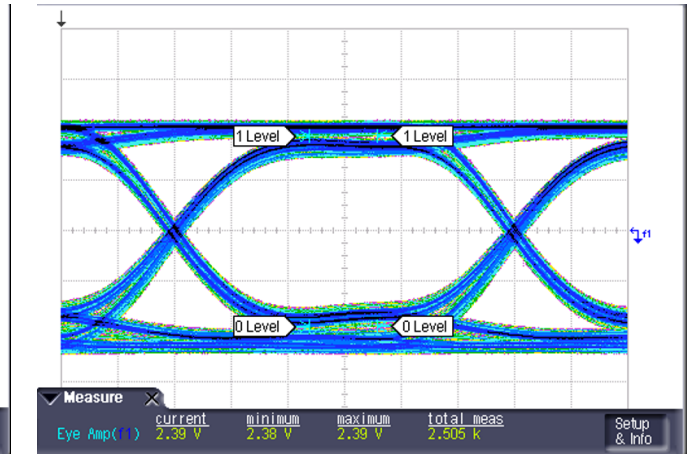 1 Level 1 Level
f1
0 Level 0 Level
Measure
current minimum maximum total meas
Eye Amp(f1) 2.39 V 2.38 V 2.39 V 2.505 k
Setup
& Info